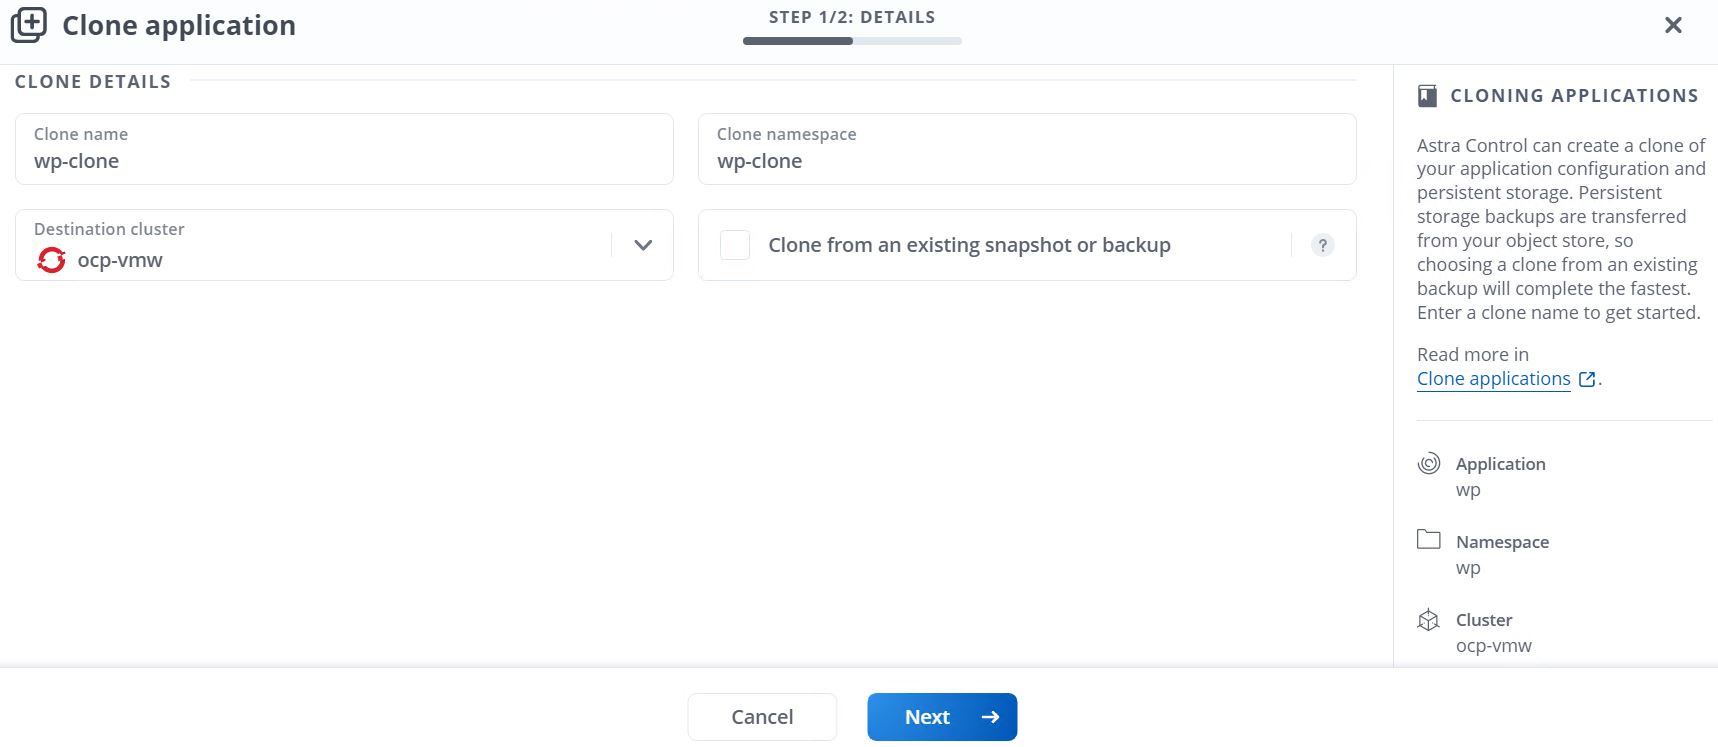 Clone application
STEP 1/2: DETAILS
CLONE DETAILS
Clone name
wp-clone
Clone namespace
wp-clone
Destination cluster
ocp-vmw
Clone from an existing snapshot or backup
?
CLONING APPLICATIONS
Astra Control can create a clone of
your application configuration and
persistent storage. Persistent
storage backups are transferred
from your object store, so
choosing a clone from an existing
backup will complete the fastest.
Enter a clone name to get started.
Read more in
Clone applications .
Application
wp
Namespace
wp
Cluster
ocp-vmw
Cancel
Next